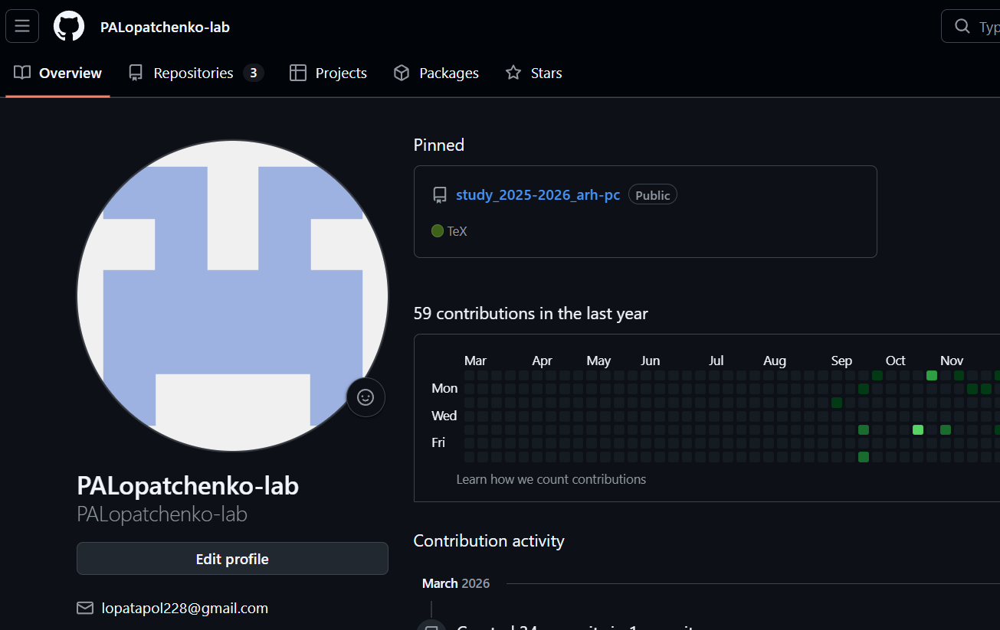 PALopatchenko-lab
Overview Repositories 3 Projects Packages Stars
Pinned
study_2025-2026_arh-pc Public
TeX
59 contributions in the last year
Mar Apr May Jun Jul Aug Sep Oct Nov
Mon
Wed
Fri
Learn how we count contributions
PALopatchenko-lab
PALopatchenko-lab
Edit profile
lopatapol228@gmail.com
Contribution activity
March 2026